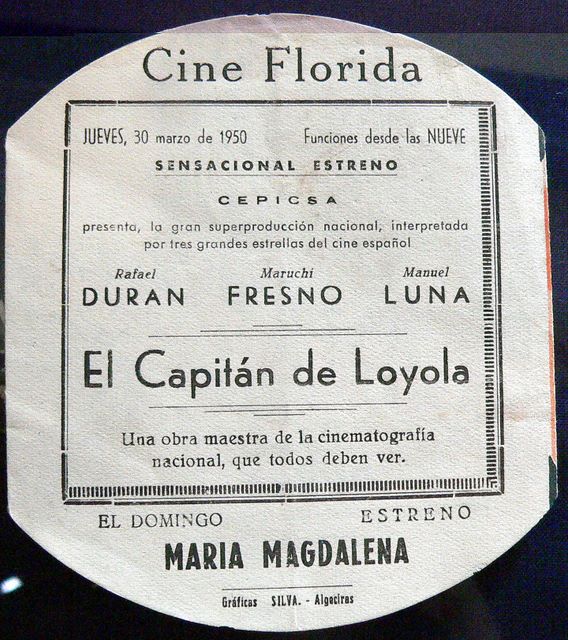 Cine Florida
JUEVES, 30 marzo de 1950 Funciones desde las NUEVE
SENSACIONAL ESTRENO
CEPICSA
presenta, la gran superproducción nacional, interpretada
por tres grandes estrellas del cine español
Rafael Maruchi Manuel
DURAN FRESNO LUNA
El Capitán de Loyola
Una obra maestra de la cinematografía
nacional, que todos deben ver.
EL DOMINGO ESTRENO
MARIA MAGDALENA
Gráficas SILVA. - Algeciras